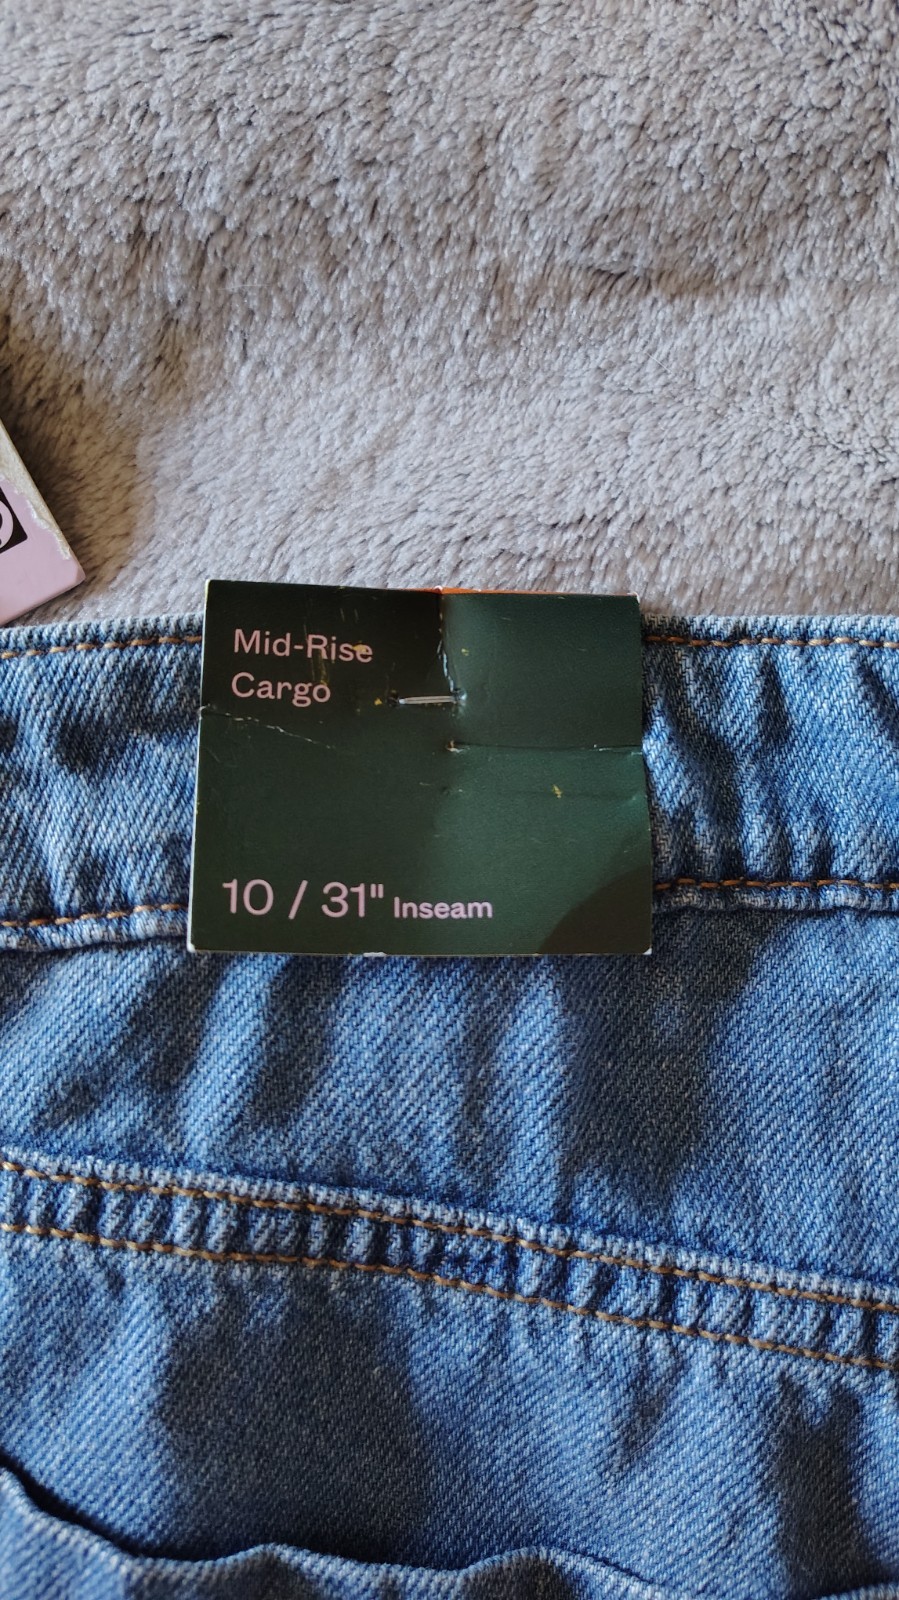 Mid-Rise
Cargo
10 / 31" Inseam